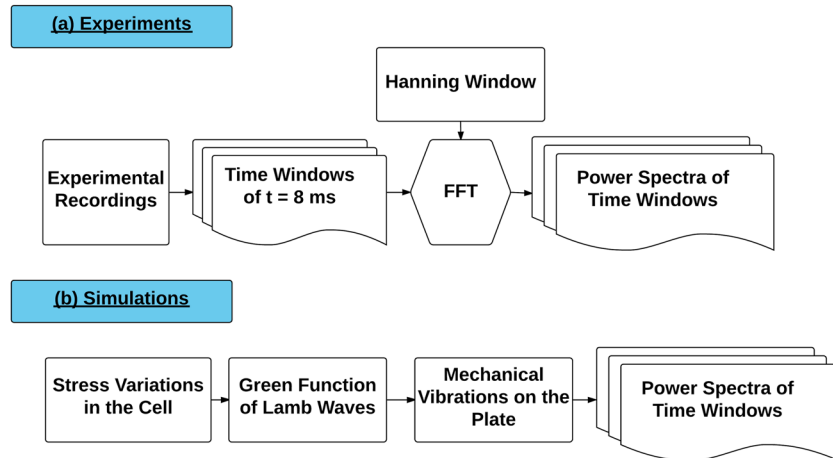 (a) Experiments
Hanning Window
Experimental
Recordings
Time Windows
of t = 8 ms
FFT
Power Spectra of
Time Windows
(b) Simulations
Stress Variations
in the Cell
Green Function
of Lamb Waves
Mechanical
Vibrations on the
Plate
Power Spectra of
Time Windows